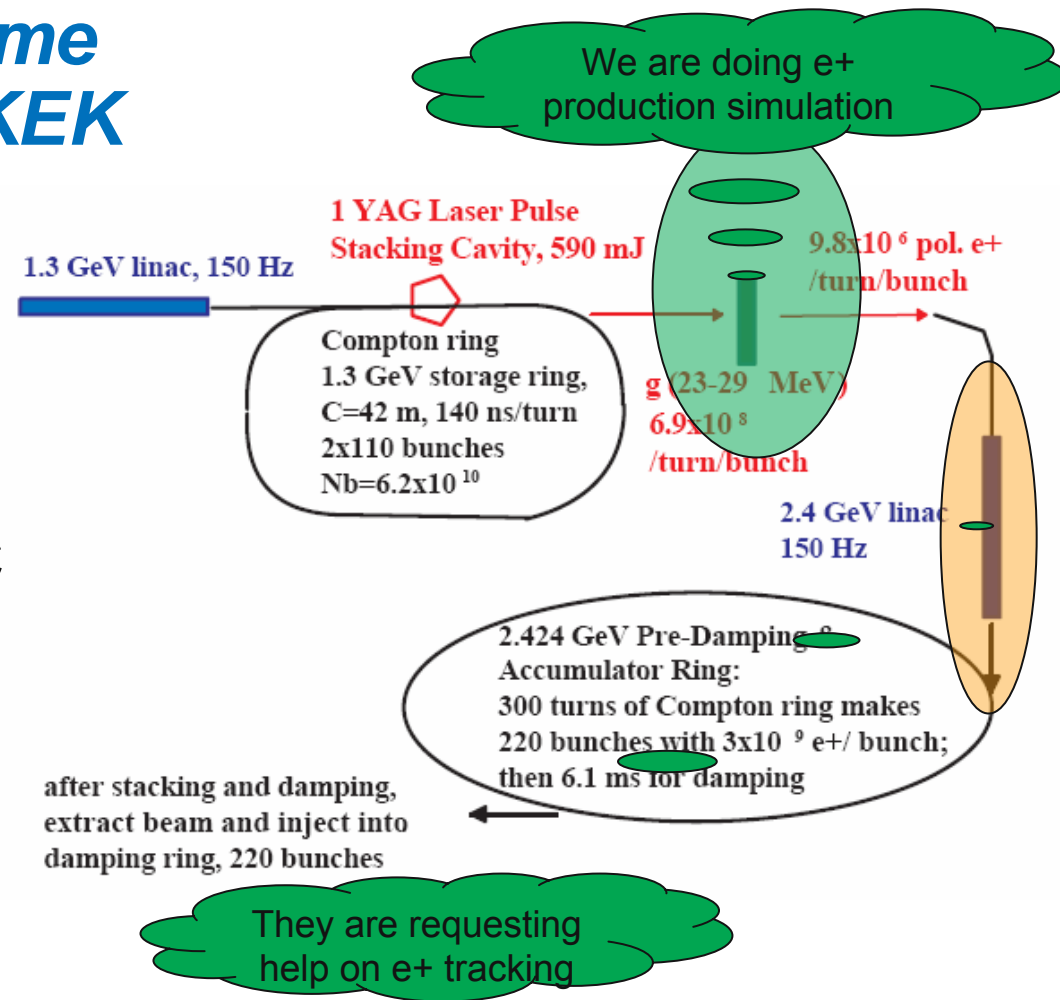 me
KEK
We are doing e+
production simulation
1 YAG Laser Pulse
Stacking Cavity, 590 mJ
1.3 GeV linac, 150 Hz
9.8x10 6 pol. e+
/turn/bunch
Compton ring
1.3 GeV storage ring,
C=42 m, 140 ns/turn
2x110 bunches
Nb=6.2x10 10
g (23-29 MeV)
6.9x10 8
/turn/bunch
2.4 GeV linac
150 Hz
2.424 GeV Pre-Damping
Accumulator Ring:
300 turns of Compton ring makes
220 bunches with 3x10 9 e+/ bunch;
then 6.1 ms for damping
after stacking and damping,
extract beam and inject into
damping ring, 220 bunches
They are requesting
help on e+ tracking